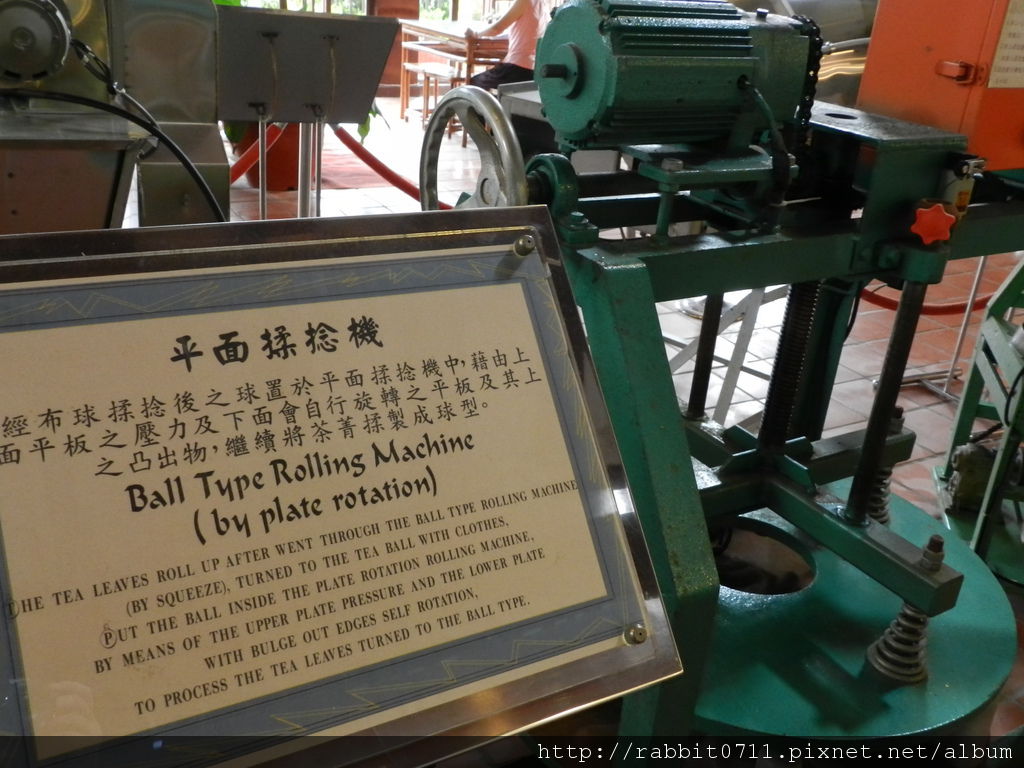 平面揉捻機
經布球揉捻後之球置於平面揉捻機中,藉由上
面平板之壓力及下面會自行旋轉之平板及其上
之凸出物,繼續將茶菁揉製成球型。
Ball Type Rolling Machine
(by plate rotation)
THE TEA LEAVES ROLL UP AFTER WENT THROUGH THE BALL TYPE ROLLING MACHINE
(BY SQUEEZE), TURNED TO THE TEA BALL WITH CLOTHES,
PUT THE BALL INSIDE THE PLATE ROTATION ROLLING MACHINE,
BY MEANS OF THE UPPER PLATE PRESSURE AND THE LOWER PLATE
WITH BULGE OUT EDGES SELF ROTATION,
TO PROCESS THE TEA LEAVES TURNED TO THE BALL TYPE.
http://rabbit0711.pixnet.net/album